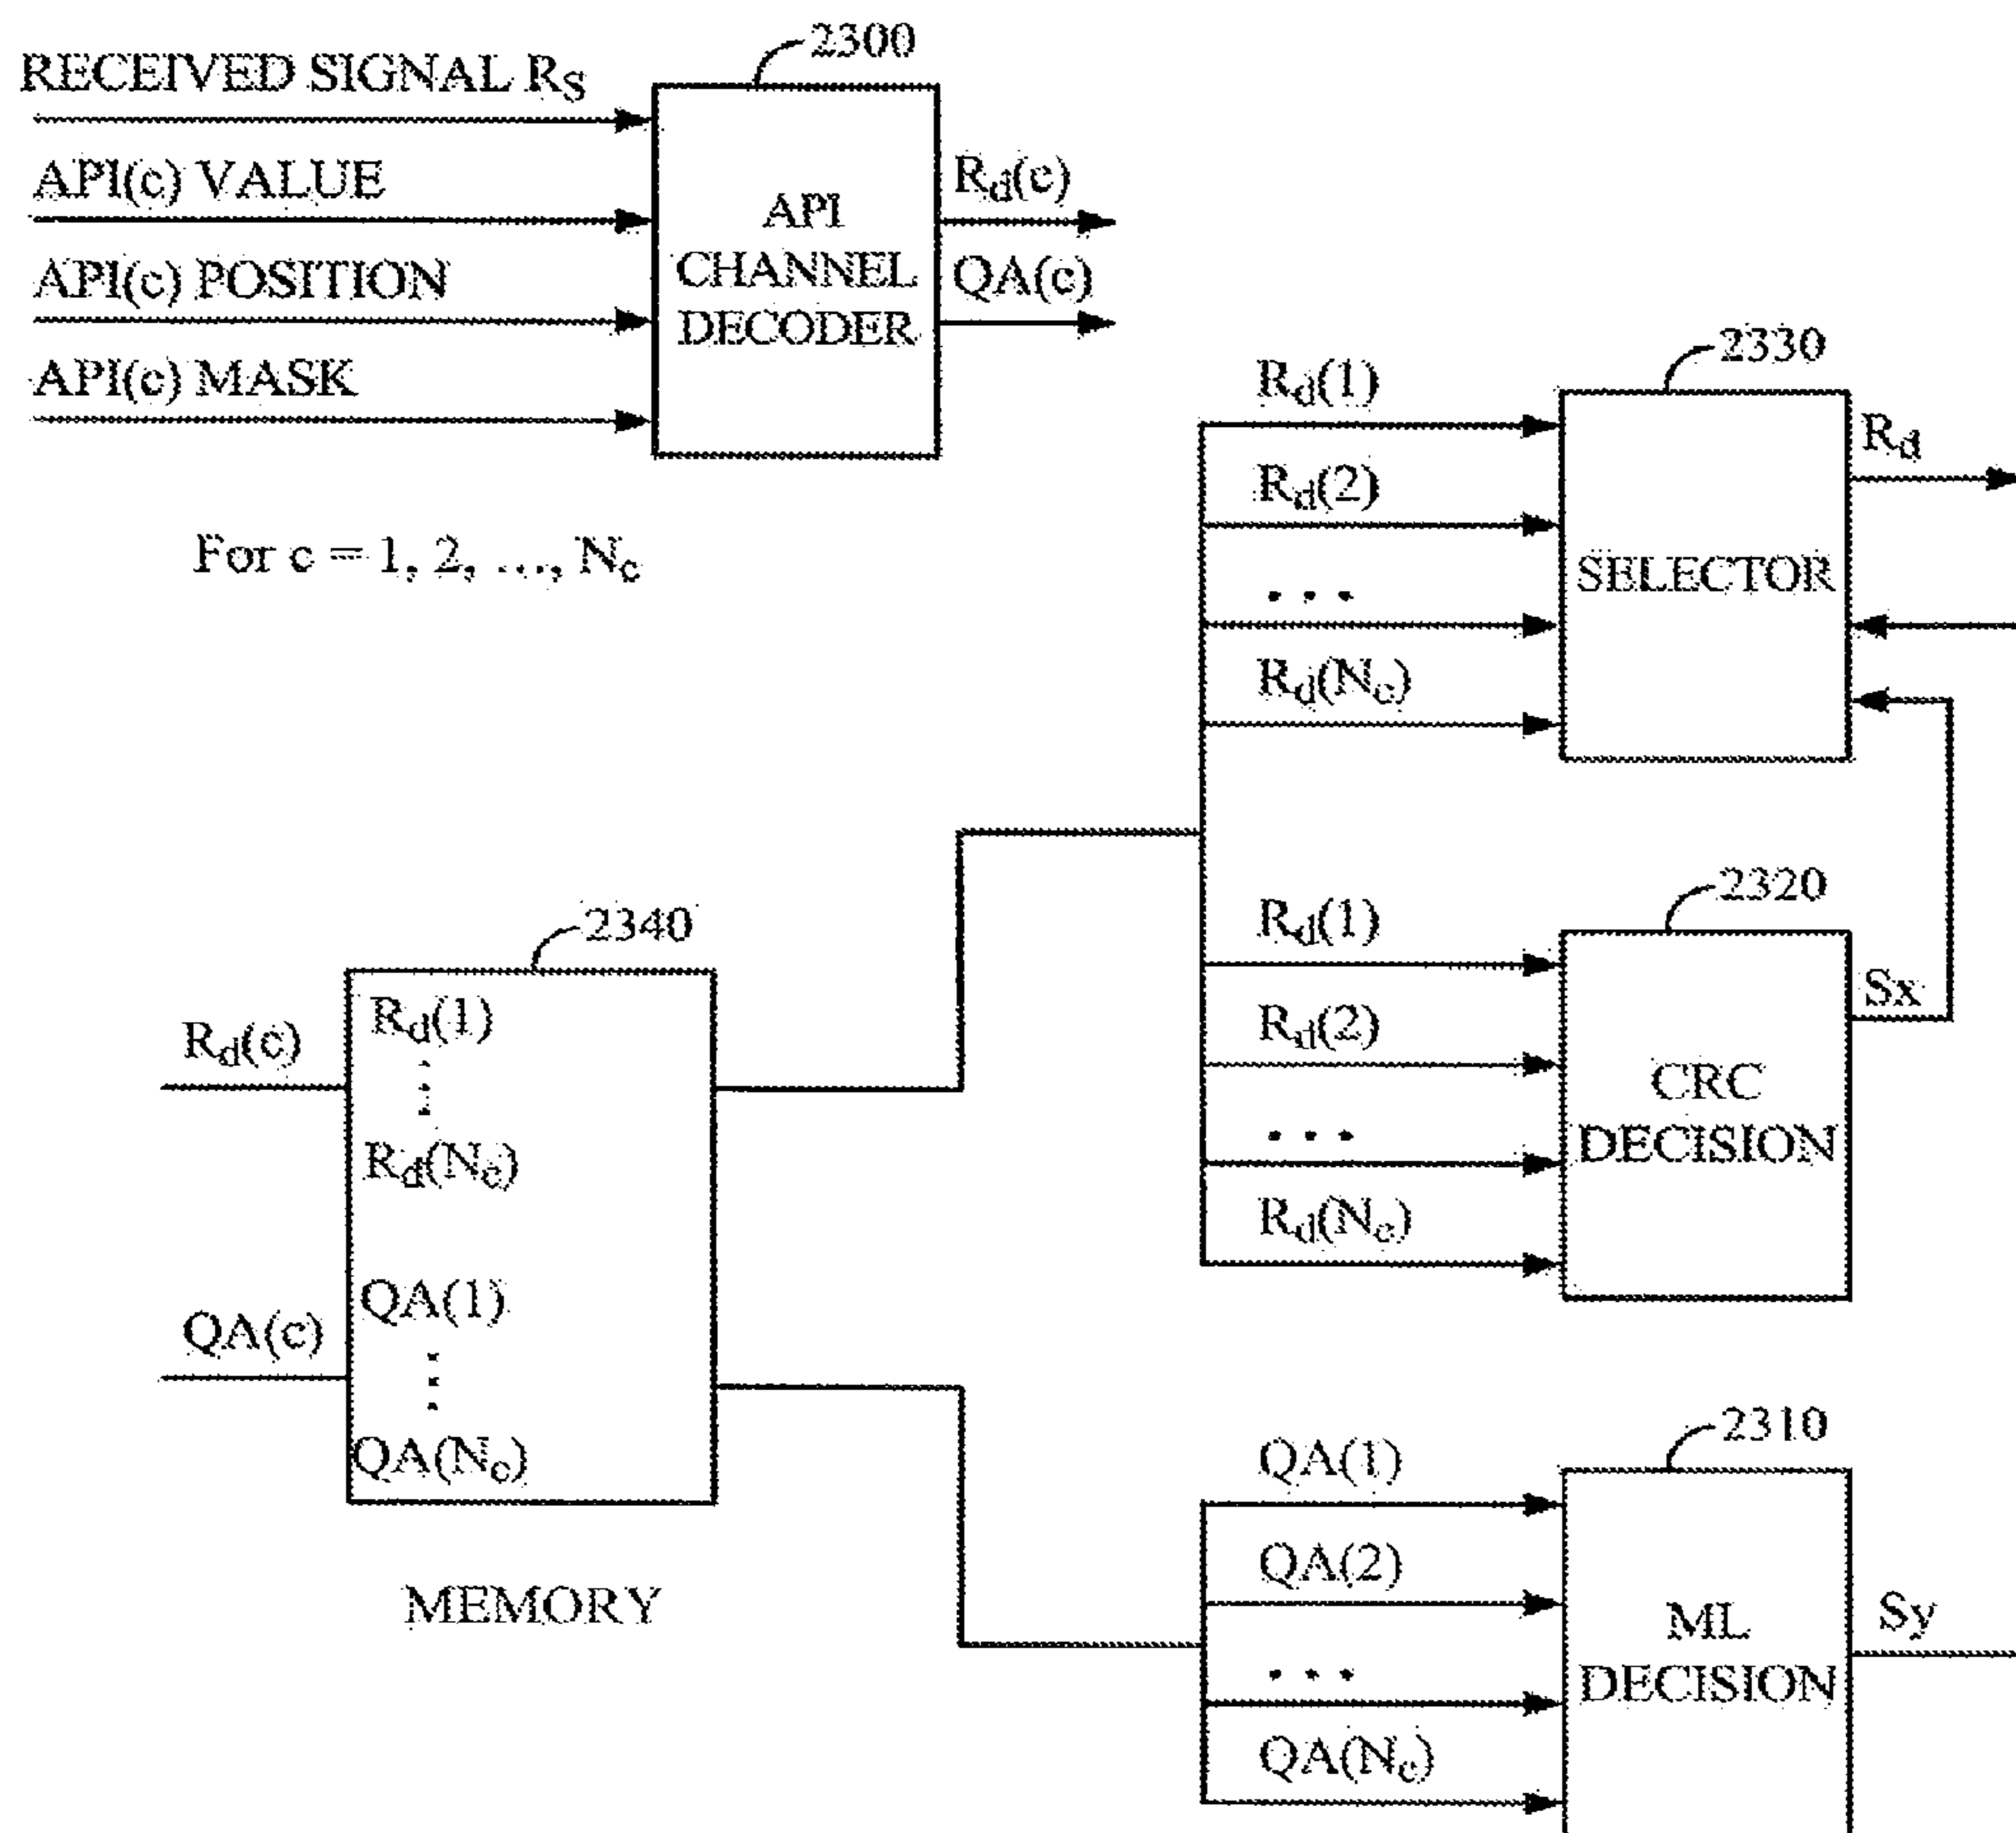 2300
RECEIVED SIGNAL RS
API(c) VALUE
API(c) POSITION
API(c) MASK
API
CHANNEL
DECODER
Rd(c)
QA(c)
For c = 1, 2, ..., Nc
2330
Rd(1)
Rd(2)
...
Rd(Nc)
SELECTOR
Rd
2320
Rd(1)
Rd(2)
...
Rd(Nc)
CRC
DECISION
Sx
2340
Rd(c)
Rd(1)
⋮
Rd(Nc)
QA(c)
QA(1)
⋮
QA(Nc)
MEMORY
2310
QA(1)
QA(2)
...
QA(Nc)
ML
DECISION
Sy